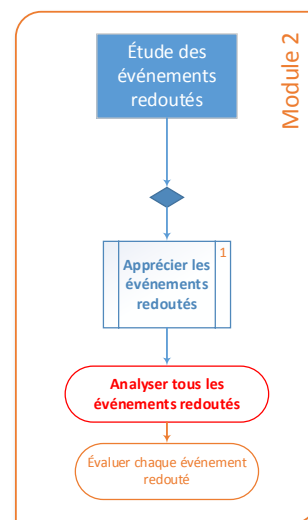 Étude des
événements
redoutés
Module 2
1
Apprécier les
événements
redoutés
Analyser tous les
événements redoutés
Évaluer chaque événement
redouté